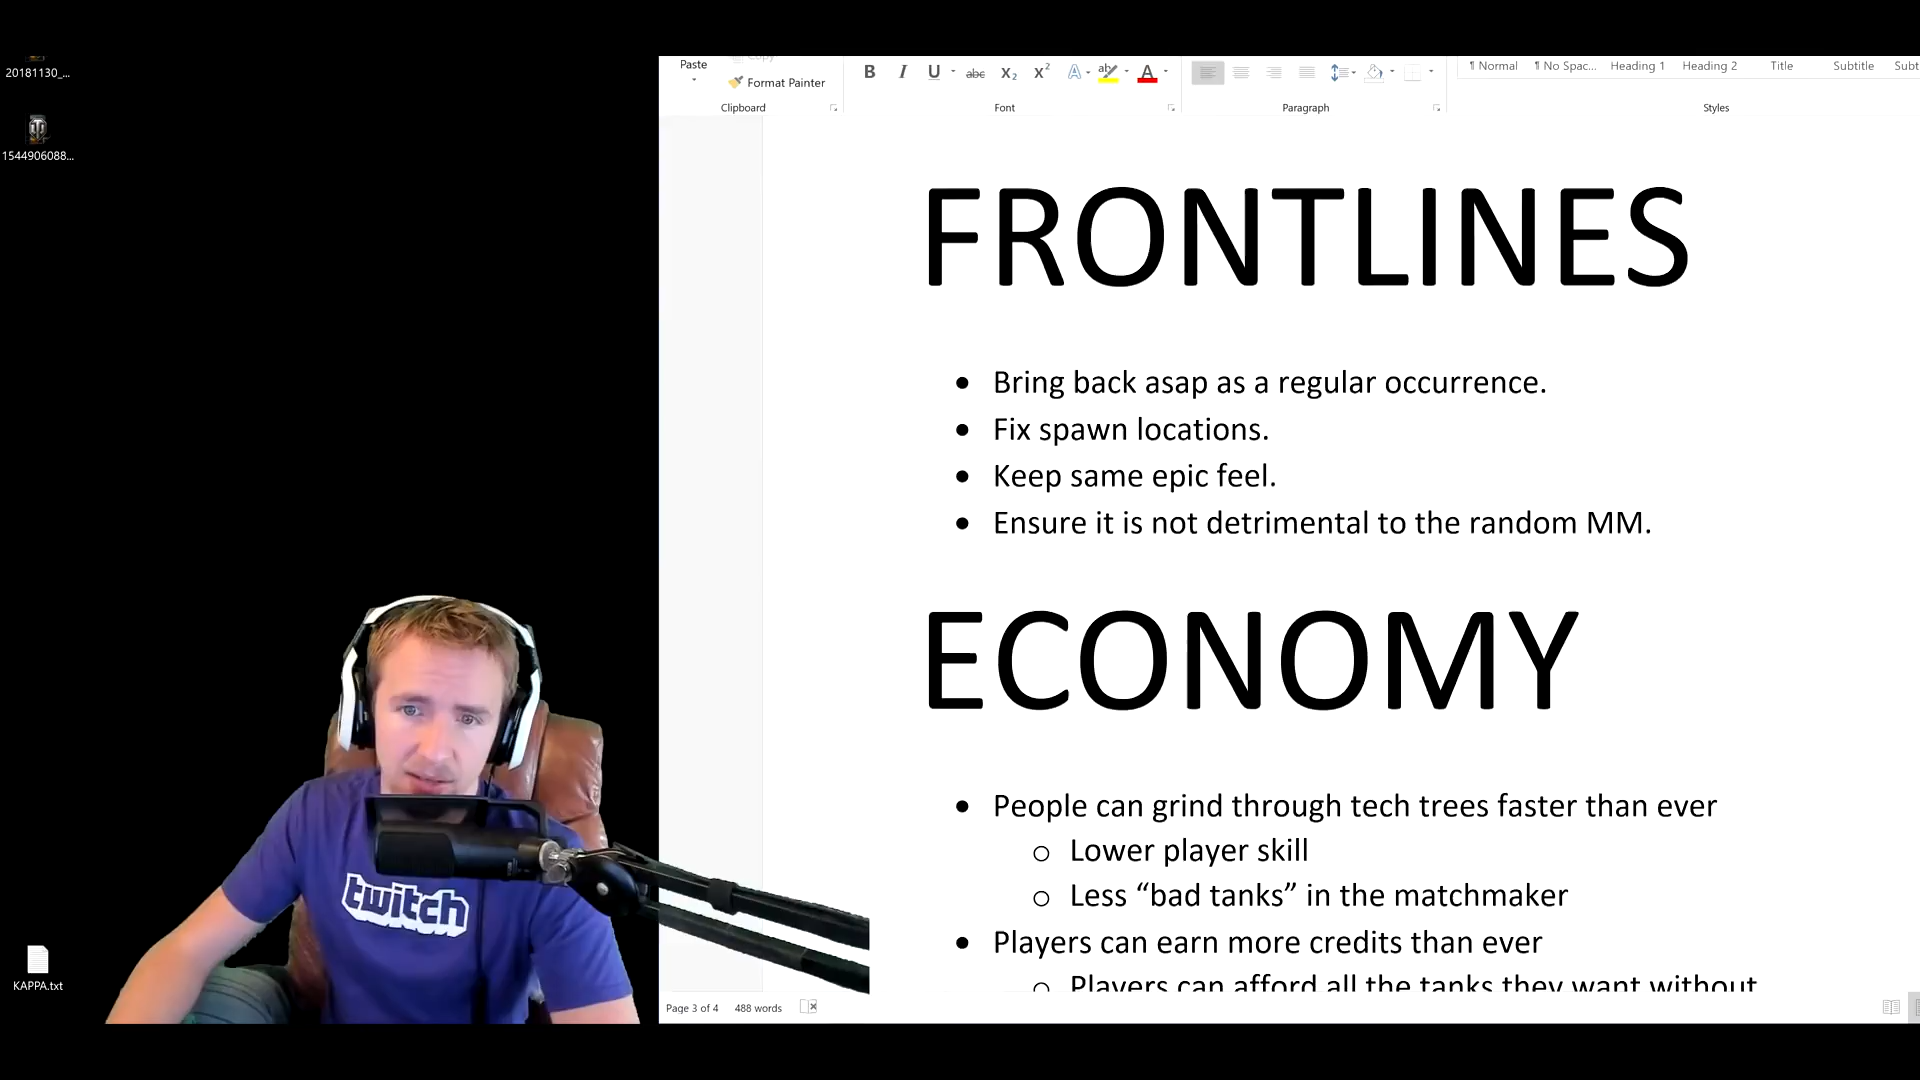 20181130_...
1544906088...
KAPPA.txt
twitch
Paste
Copy
Format Painter
Clipboard
B I U abc X₂ X² A ab A
Font
Paragraph
¶ Normal ¶ No Spac... Heading 1 Heading 2 Title Subtitle Subt
Styles
FRONTLINES
• Bring back asap as a regular occurrence.
• Fix spawn locations.
• Keep same epic feel.
• Ensure it is not detrimental to the random MM.
ECONOMY
• People can grind through tech trees faster than ever
o Lower player skill
o Less “bad tanks” in the matchmaker
• Players can earn more credits than ever
o Players can afford all the tanks they want without
Page 3 of 4 488 words